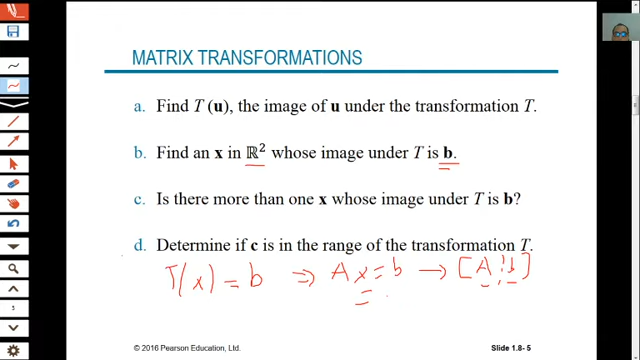 MATRIX TRANSFORMATIONS
a. Find T (u), the image of u under the transformation T.
b. Find an x in ℝ² whose image under T is b.
c. Is there more than one x whose image under T is b?
d. Determine if c is in the range of the transformation T.
T(x) = b ⇒ Ax = b → [A ¦ b]
5
© 2016 Pearson Education, Ltd.
Slide 1.8- 5